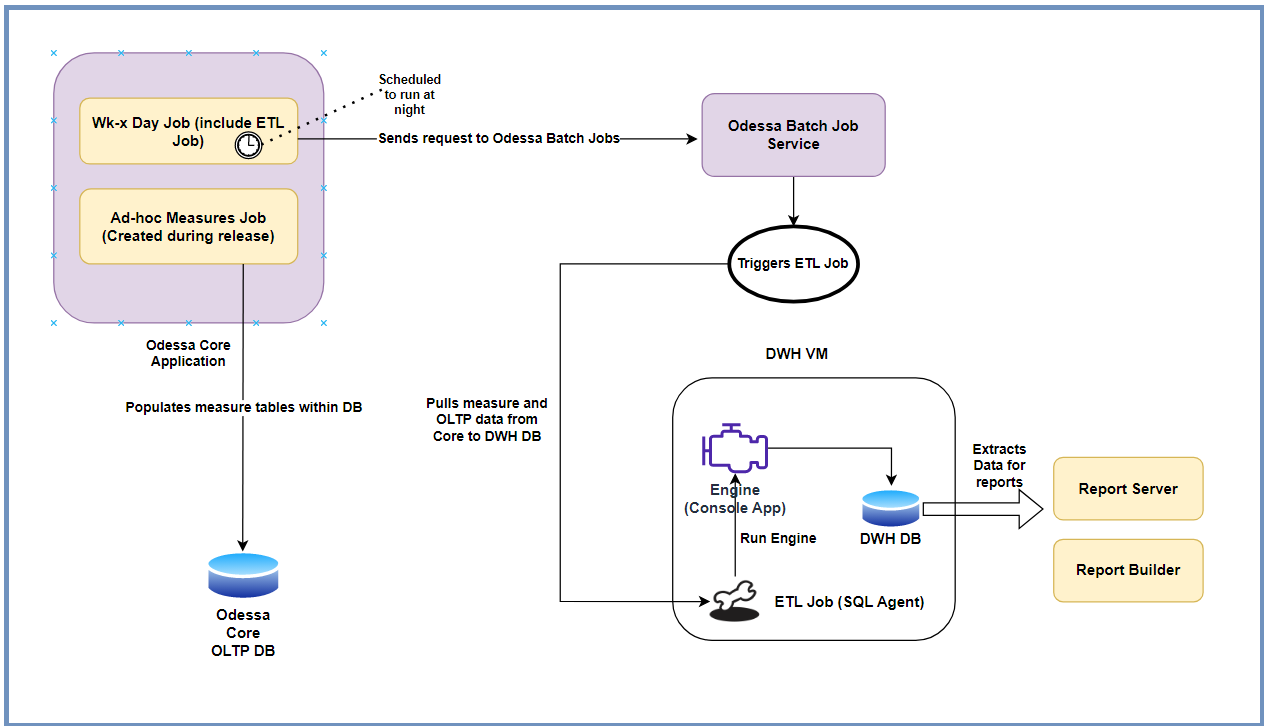 Scheduled
to run at
night
Wk-x Day Job (include ETL
Job)
Sends request to Odessa Batch Jobs
Odessa Batch Job
Service
Ad-hoc Measures Job
(Created during release)
Triggers ETL Job
Odessa Core
Application
DWH VM
Populates measure tables within DB
Pulls measure and
OLTP data from
Core to DWH DB
Extracts
Data for
reports
Engine
(Console App)
Report Server
Run Engine
DWH DB
Report Builder
ETL Job (SQL Agent)
Odessa
Core
OLTP DB